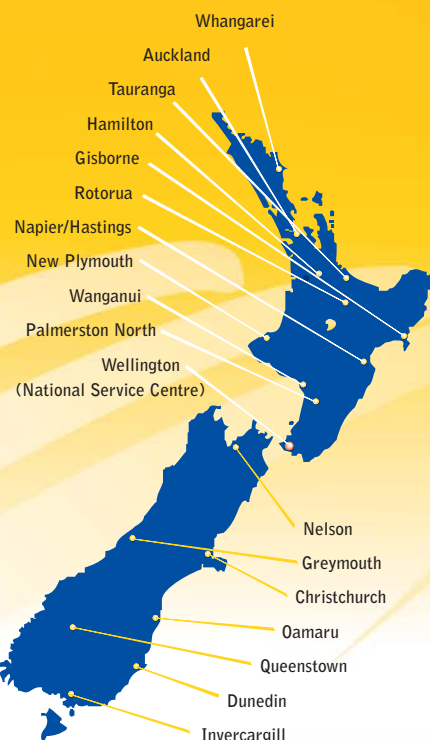 Whangarei
Auckland
Tauranga
Hamilton
Gisborne
Rotorua
Napier/Hastings
New Plymouth
Wanganui
Palmerston North
Wellington
(National Service Centre)
Nelson
Greymouth
Christchurch
Oamaru
Queenstown
Dunedin
Invercargill